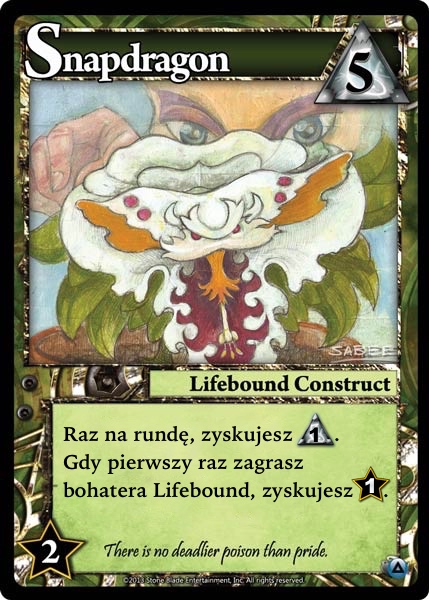 Snapdragon
5
SABEE
Lifebound Construct
Raz na rundę, zyskujesz 1.
Gdy pierwszy raz zagrasz
bohatera Lifebound, zyskujesz 1.
2
There is no deadlier poison than pride.
©2013 Stone Blade Entertainment, Inc. All rights reserved.